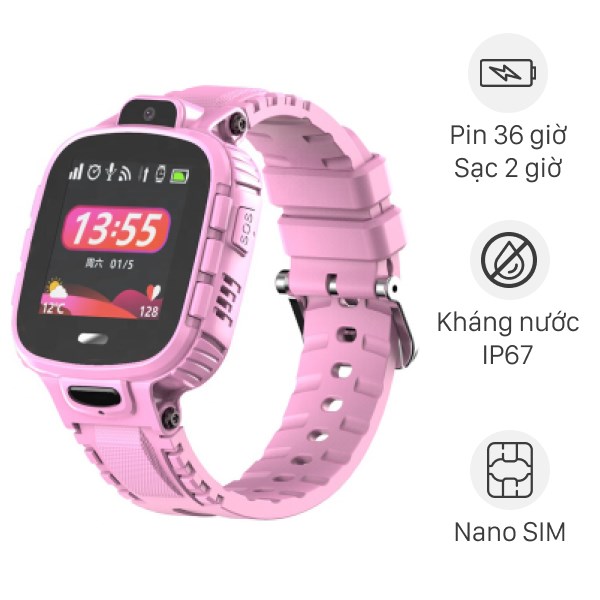 13:55
周六 01/5
12℃ 128
SOS
Pin 36 giờ
Sạc 2 giờ
Kháng nước
IP67
Nano SIM